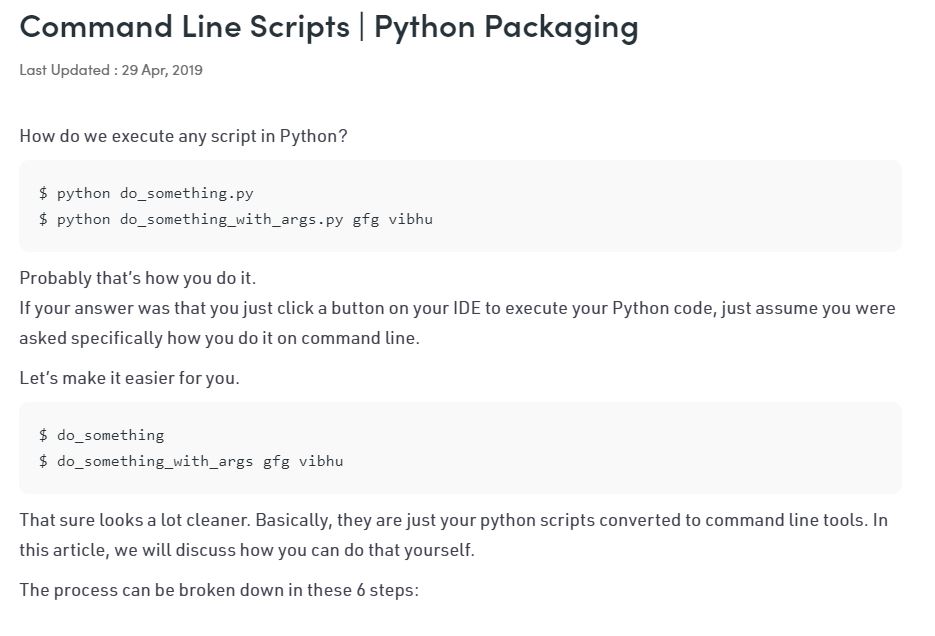 Command Line Scripts | Python Packaging
Last Updated : 29 Apr, 2019
How do we execute any script in Python?
$ python do_something.py
$ python do_something_with_args.py gfg vibhu
Probably that’s how you do it.
If your answer was that you just click a button on your IDE to execute your Python code, just assume you were
asked specifically how you do it on command line.
Let’s make it easier for you.
$ do_something
$ do_something_with_args gfg vibhu
That sure looks a lot cleaner. Basically, they are just your python scripts converted to command line tools. In
this article, we will discuss how you can do that yourself.
The process can be broken down in these 6 steps: